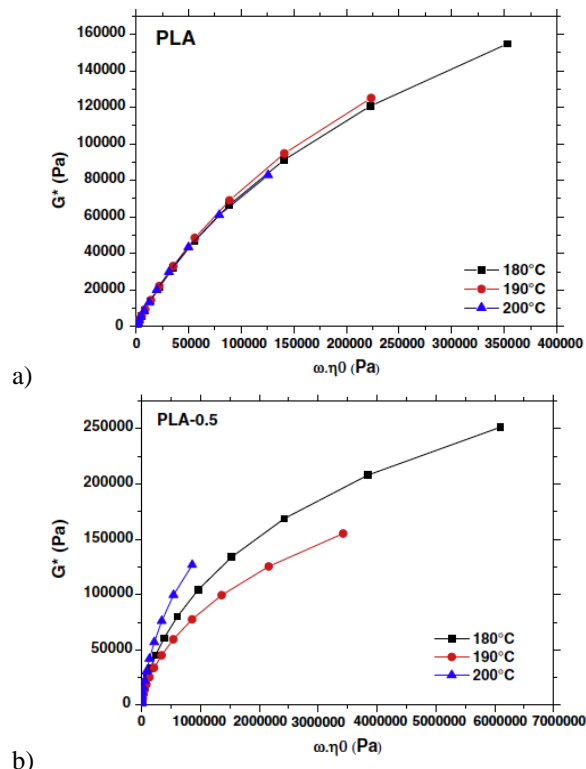 PLA
160000
140000
120000
100000
80000
60000
40000
20000
0
G* (Pa)
180°C
190°C
200°C
0 50000 100000 150000 200000 250000 300000 350000 400000
ω.η0 (Pa)
a)
PLA-0.5
250000
200000
150000
100000
50000
0
G* (Pa)
180°C
190°C
200°C
0 1000000 2000000 3000000 4000000 5000000 6000000 7000000
ω.η0 (Pa)
b)